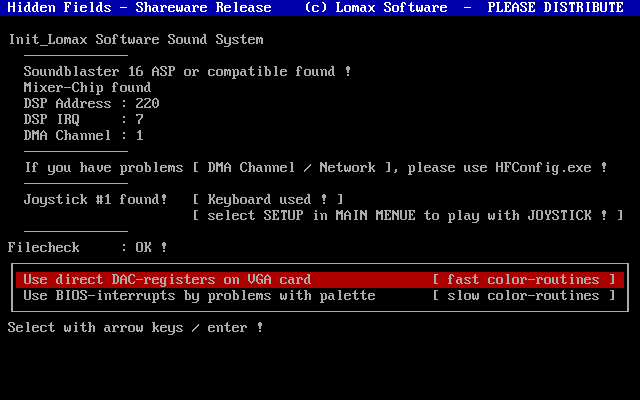 Hidden Fields - Shareware Release (c) Lomax Software - PLEASE DISTRIBUTE
Init_Lomax Software Sound System
Soundblaster 16 ASP or compatible found !
Mixer-Chip found
DSP Address : 220
DSP IRQ : 7
DMA Channel : 1
If you have problems [ DMA Channel / Network ], please use HFConfig.exe !
Joystick #1 found! [ Keyboard used ! ]
[ select SETUP in MAIN MENUE to play with JOYSTICK ! ]
Filecheck : OK !
Use direct DAC-registers on VGA card [ fast color-routines ]
Use BIOS-interrupts by problems with palette [ slow color-routines ]
Select with arrow keys / enter !